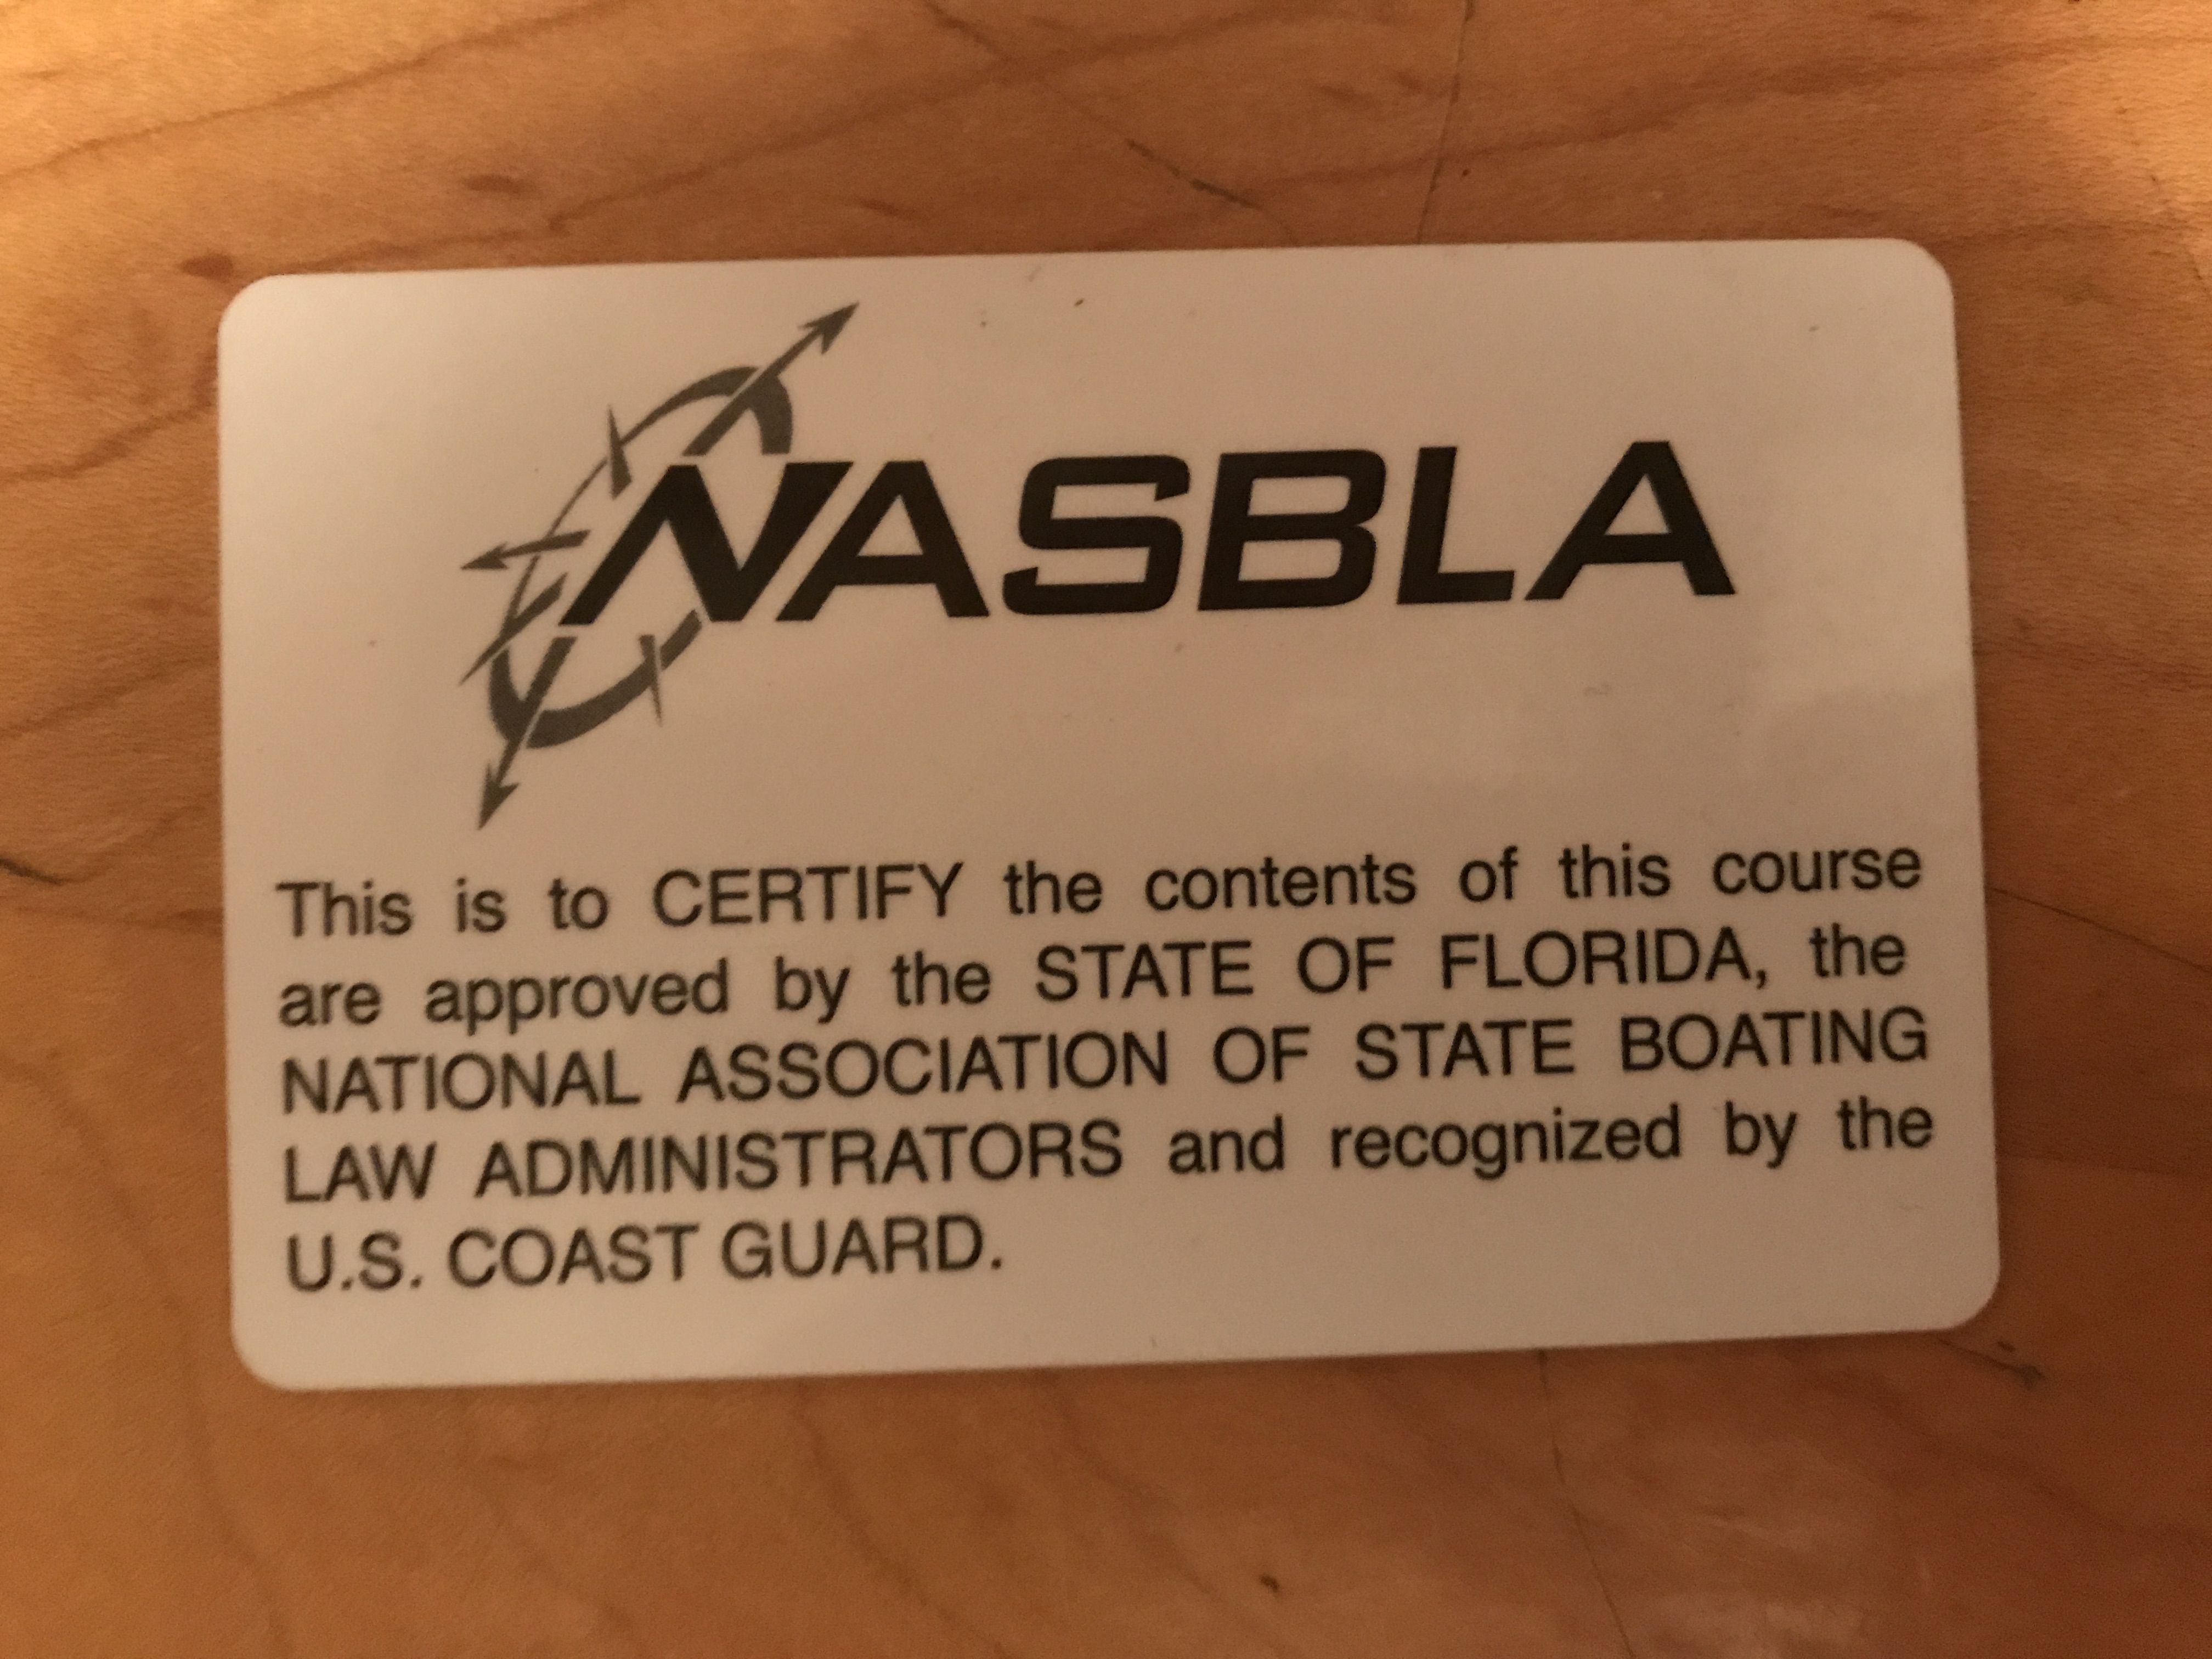 NASBLA
This is to CERTIFY the contents of this course
are approved by the STATE OF FLORIDA, the
NATIONAL ASSOCIATION OF STATE BOATING
LAW ADMINISTRATORS and recognized by the
U.S. COAST GUARD.